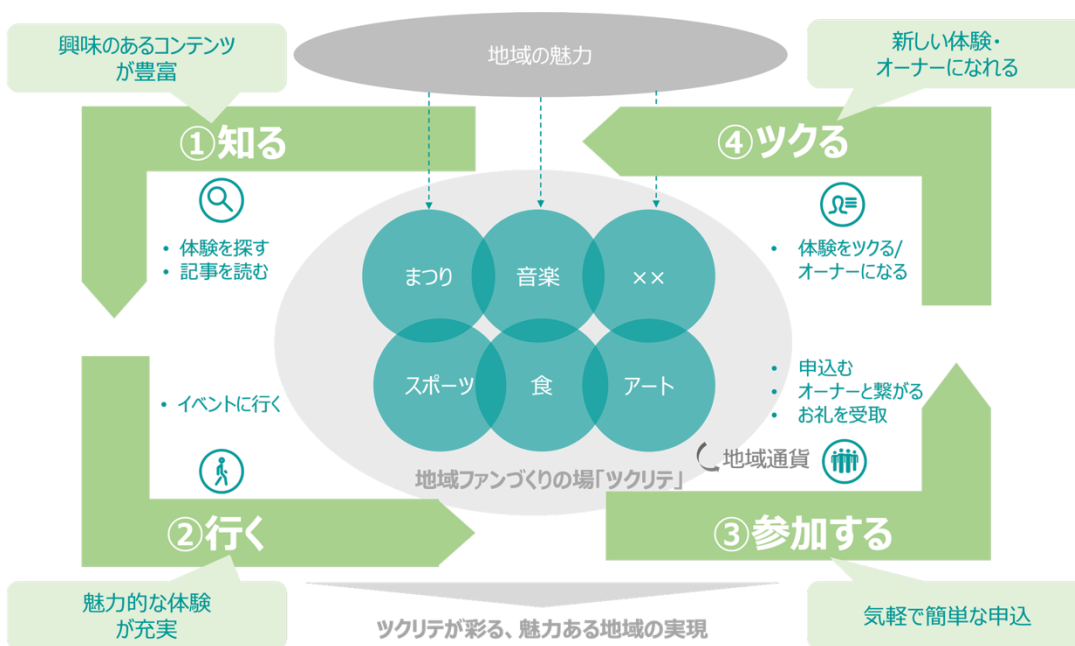 興味のあるコンテンツ
が豊富
地域の魅力
新しい体験・
オーナーになれる
①知る
④ツクる
• 体験を探す
• 記事を読む
まつり
音楽
××
• 体験をツクる/
オーナーになる
スポーツ
食
アート
• イベントに行く
• 申込む
• オーナーと繋がる
• お礼を受取
地域通貨
地域ファンづくりの場「ツクリテ」
②行く
③参加する
魅力的な体験
が充実
気軽で簡単な申込
ツクリテが彩る、魅力ある地域の実現